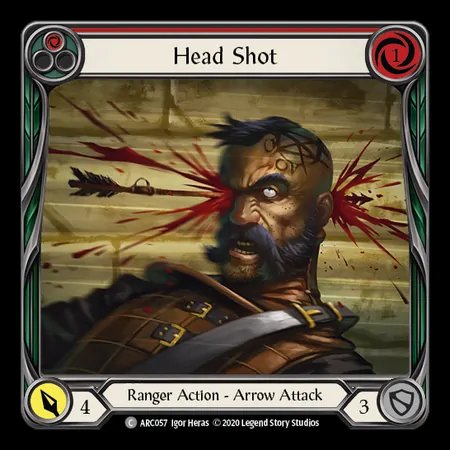 Head Shot
1
4
Ranger Action - Arrow Attack
3
C ARC057 Igor Heras © 2020 Legend Story Studios